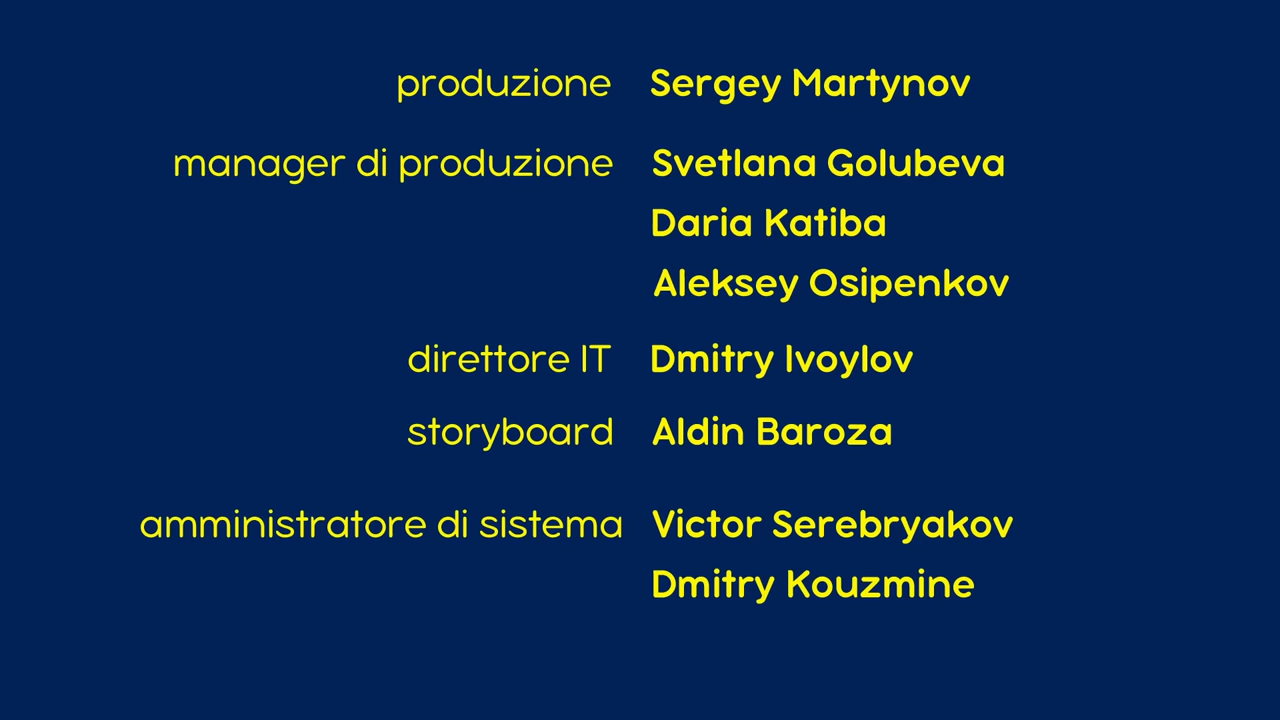 produzione Sergey Martynov
manager di produzione Svetlana Golubeva
Daria Katiba
Aleksey Osipenkov
direttore IT Dmitry Ivoylov
storyboard Aldin Baroza
amministratore di sistema Victor Serebryakov
Dmitry Kouzmine